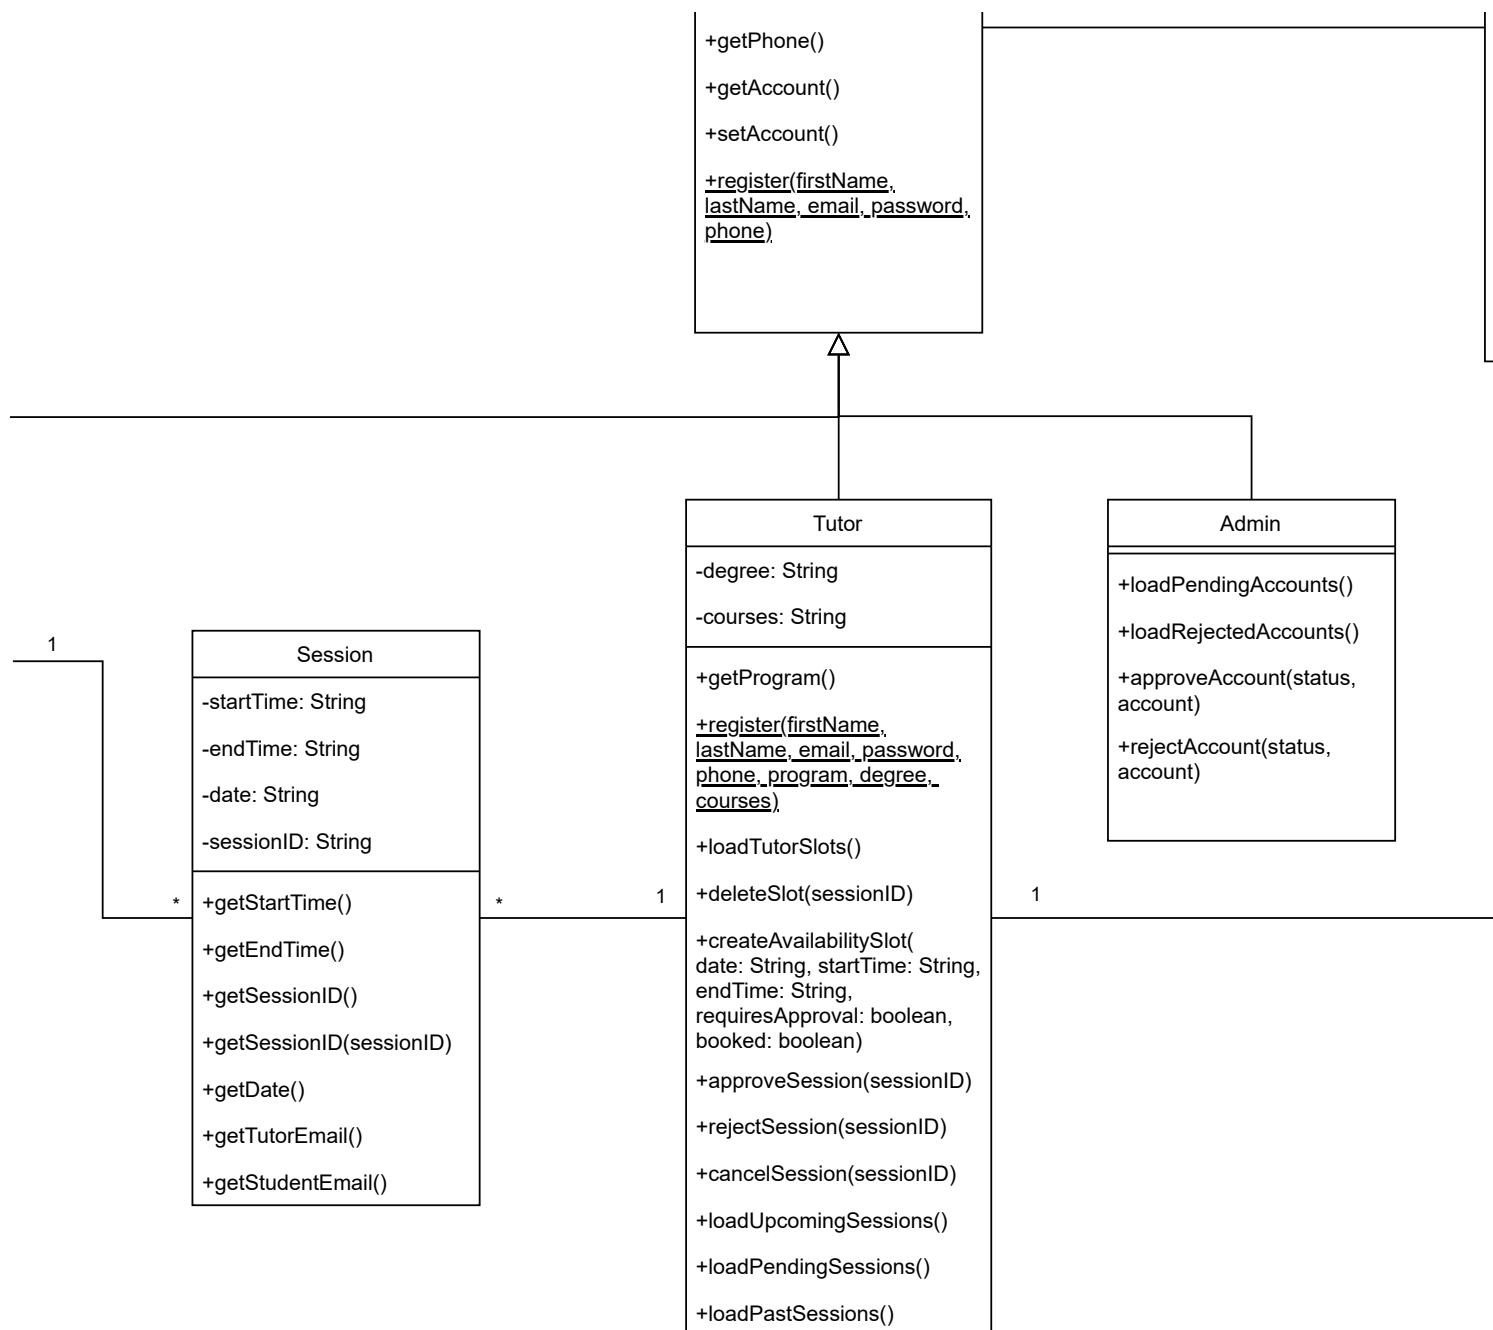 +getPhone()
+getAccount()
+setAccount()
+register(firstName,
lastName, email, password,
phone)
Tutor
-degree: String
-courses: String
+getProgram()
+register(firstName,
lastName, email, password,
phone, program, degree,
courses)
+loadTutorSlots()
+deleteSlot(sessionID)
+createAvailabilitySlot(
date: String, startTime: String,
endTime: String,
requiresApproval: boolean,
booked: boolean)
+approveSession(sessionID)
+rejectSession(sessionID)
+cancelSession(sessionID)
+loadUpcomingSessions()
+loadPendingSessions()
+loadPastSessions()
Admin
+loadPendingAccounts()
+loadRejectedAccounts()
+approveAccount(status,
account)
+rejectAccount(status,
account)
1
Session
-startTime: String
-endTime: String
-date: String
-sessionID: String
+getStartTime()
+getEndTime()
+getSessionID()
+getSessionID(sessionID)
+getDate()
+getTutorEmail()
+getStudentEmail()
*
*
1
1